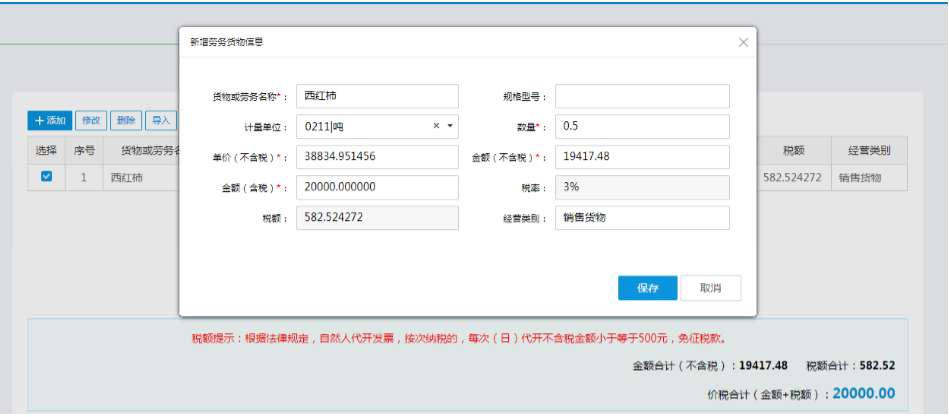 新增劳务货物信息
货物或劳务名称*： 西红柿 规格型号：
计量单位： 0211|吨 数量*： 0.5
单价（不含税）*： 38834.951456 金额（不含税）*： 19417.48
金额（含税）*： 20000.000000 税率： 3%
税额： 582.524272 经营类别： 销售货物
保存 取消
添加 修改 删除 导入
选择 序号 货物或劳务名 税额 经营类别
1 西红柿 582.524272 销售货物
税额提示：根据法律规定，自然人代开发票，按次纳税的，每次（日）代开不含税金额小于等于500元，免征税款。
金额合计（不含税）：19417.48 税额合计：582.52
价税合计（金额+税额）：20000.00